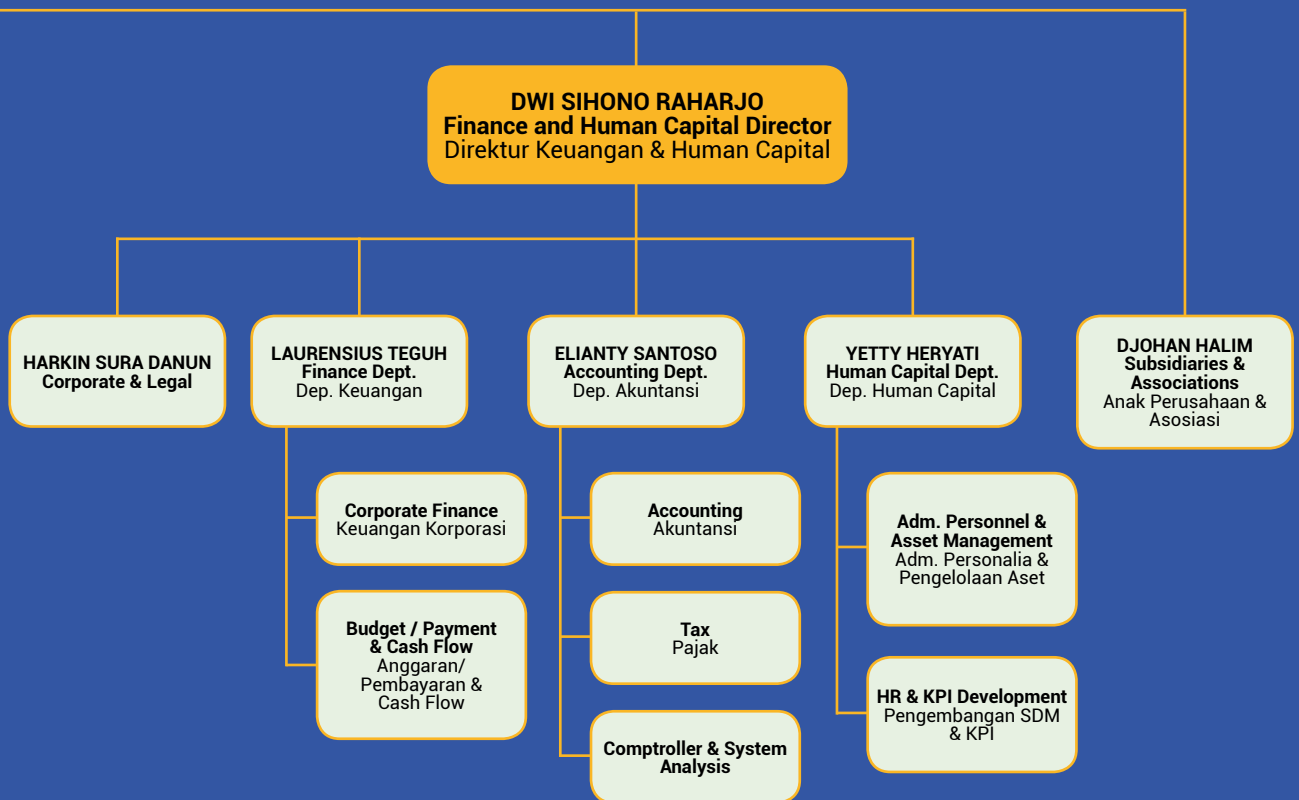 DWI SIHONO RAHARJO
Finance and Human Capital Director
Direktur Keuangan & Human Capital
HARKIN SURA DANUN
Corporate & Legal
LAURENSIUS TEGUH
Finance Dept.
Dep. Keuangan
ELIANTY SANTOSO
Accounting Dept.
Dep. Akuntansi
YETTY HERYATI
Human Capital Dept.
Dep. Human Capital
DJOHAN HALIM
Subsidiaries &
Associations
Anak Perusahaan &
Asosiasi
Corporate Finance
Keuangan Korporasi
Budget / Payment
& Cash Flow
Anggaran/
Pembayaran &
Cash Flow
Accounting
Akuntansi
Tax
Pajak
Comptroller & System
Analysis
Adm. Personnel &
Asset Management
Adm. Personalia &
Pengelolaan Aset
HR & KPI Development
Pengembangan SDM
& KPI